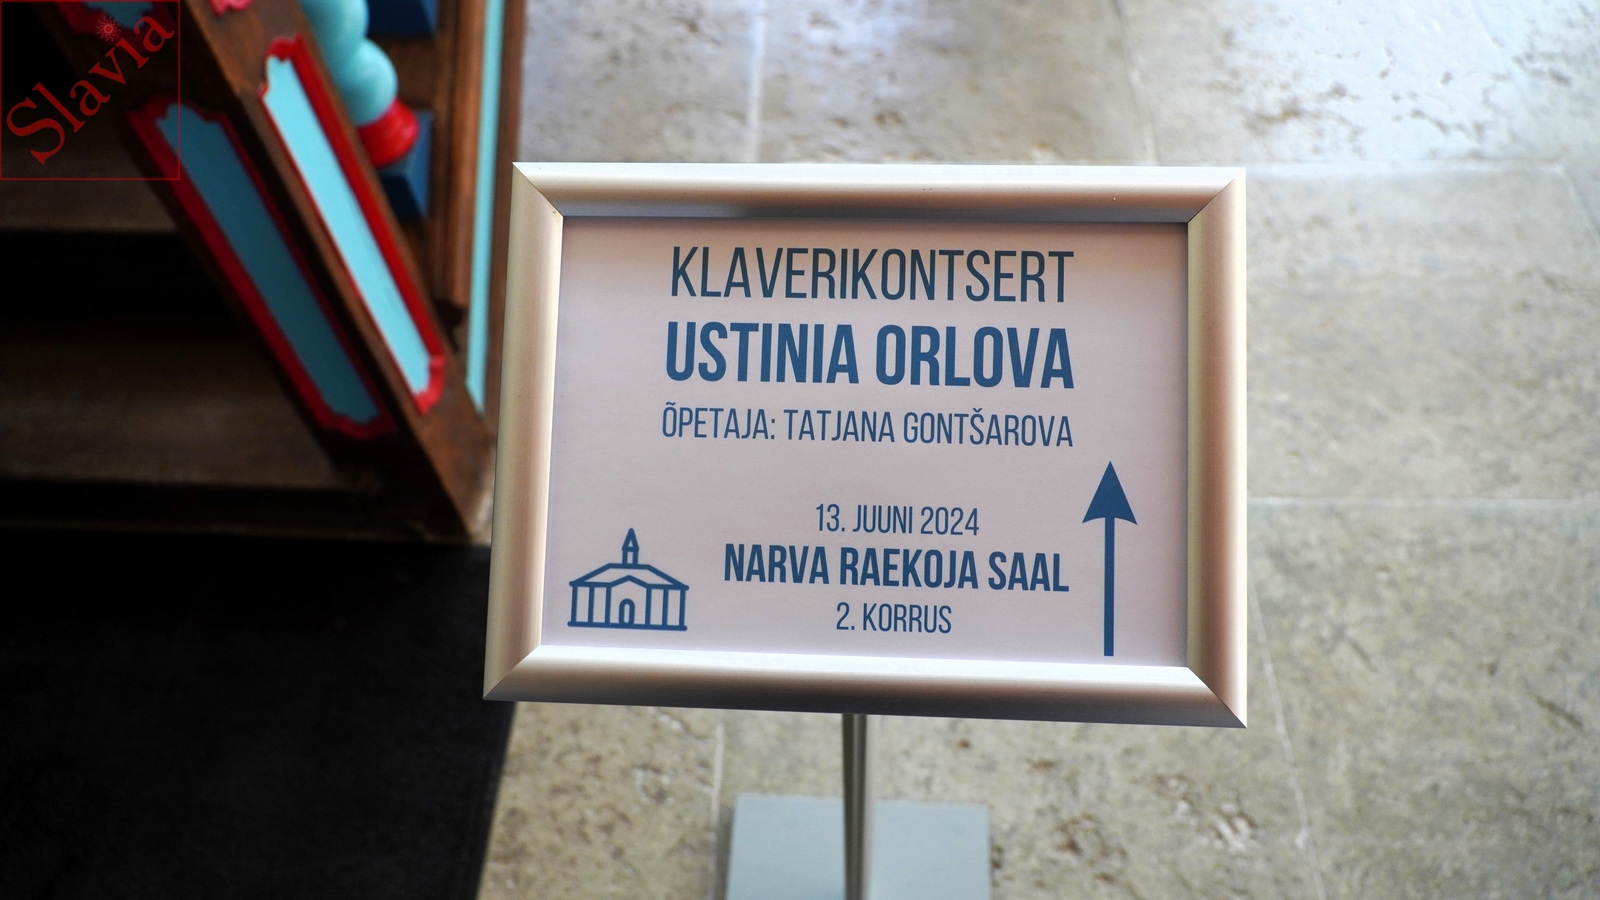 Slavia
KLAVERIKONTSERT
USTINIA ORLOVA
ÕPETAJA: TATJANA GONTŠAROVA
13. JUUNI 2024
NARVA RAEKOJA SAAL
2. KORRUS